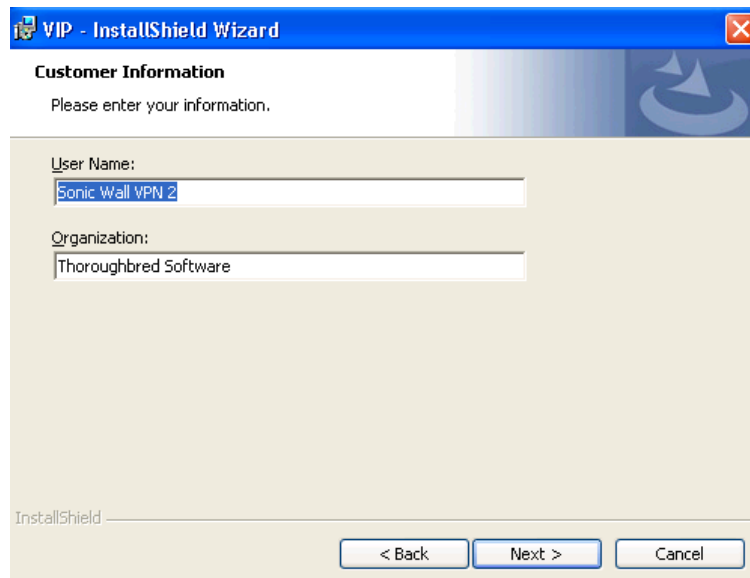 VIP - InstallShield Wizard
Customer Information
Please enter your information.
User Name:
Sonic Wall VPN 2
Organization:
Thoroughbred Software
InstallShield
< Back Next > Cancel